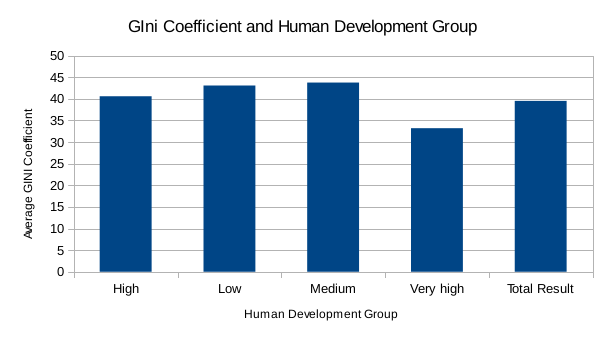 GIni Coefficient and Human Development Group
50
45
40
35
30
25
20
15
10
5
0
Average GINI Coefficient
High Low Medium Very high Total Result
Human Development Group